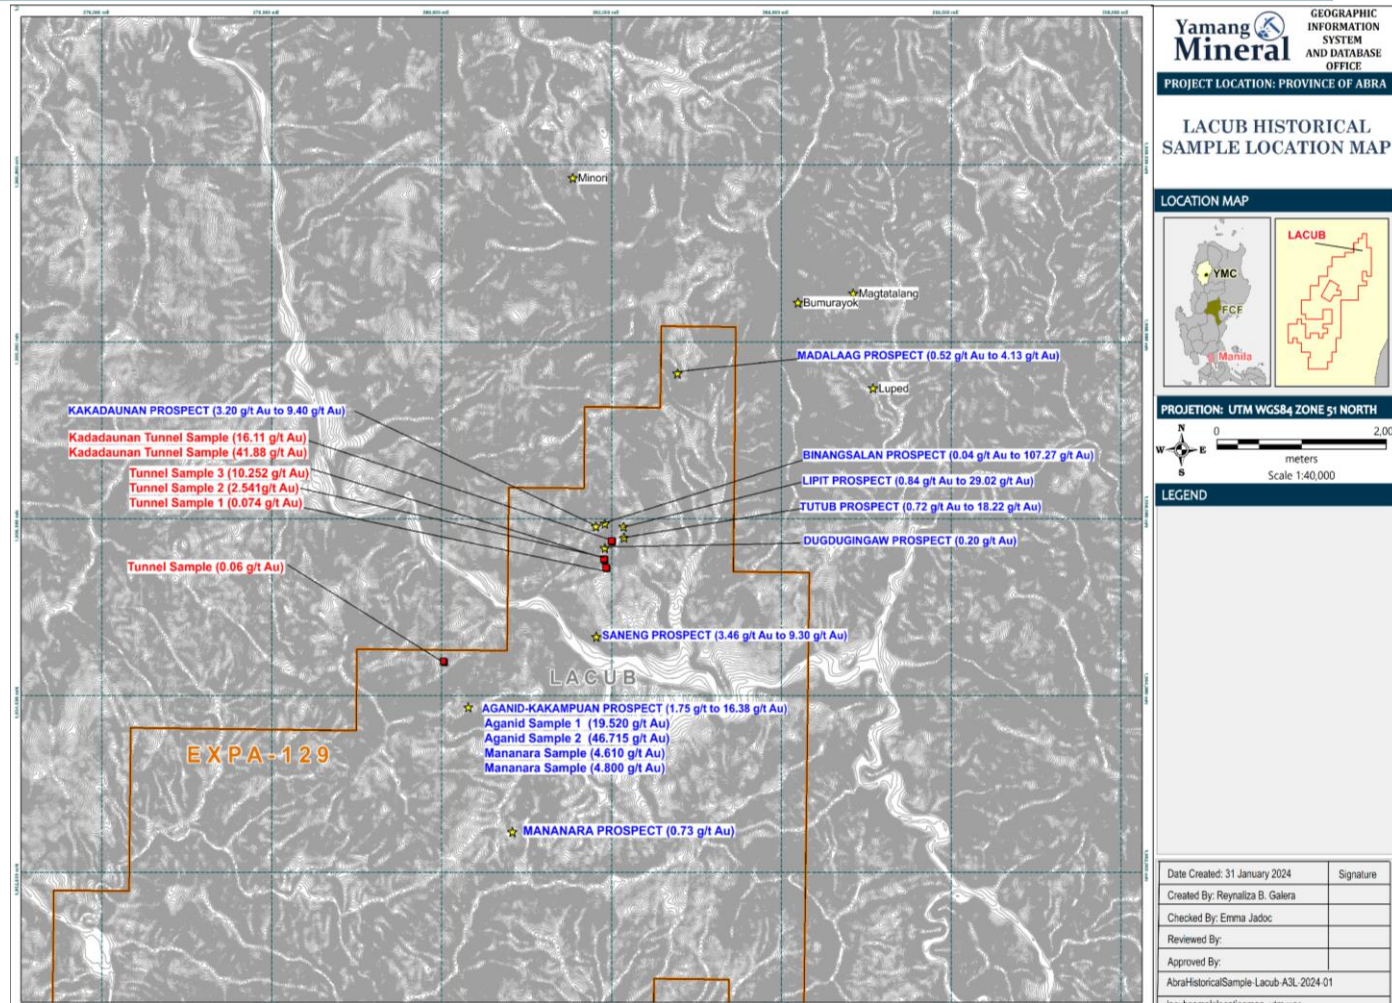 Yamang
Mineral
GEOGRAPHIC
INFORMATION
SYSTEM
AND DATABASE
OFFICE
PROJECT LOCATION: PROVINCE OF ABRA
LACUB HISTORICAL
SAMPLE LOCATION MAP
LOCATION MAP
YMC
FCF
Manila
LACUB
PROJETION: UTM WGS84 ZONE 51 NORTH
N
W E
S
0 2,00
meters
Scale 1:40,000
LEGEND
Minori
Magtatalang
Bumurayok
MADALAAG PROSPECT (0.52 g/t Au to 4.13 g/t Au)
Luped
KAKADAUNAN PROSPECT (3.20 g/t Au to 9.40 g/t Au)
Kadadaunan Tunnel Sample (16.11 g/t Au)
Kadadaunan Tunnel Sample (41.88 g/t Au)
Tunnel Sample 3 (10.252 g/t Au)
Tunnel Sample 2 (2.541g/t Au)
Tunnel Sample 1 (0.074 g/t Au)
Tunnel Sample (0.06 g/t Au)
BINANGSALAN PROSPECT (0.04 g/t Au to 107.27 g/t Au)
LIPIT PROSPECT (0.84 g/t Au to 29.02 g/t Au)
TUTUB PROSPECT (0.72 g/t Au to 18.22 g/t Au)
DUGDUGINGAW PROSPECT (0.20 g/t Au)
SANENG PROSPECT (3.46 g/t Au to 9.30 g/t Au)
LACUB
AGANID-KAKAMPUAN PROSPECT (1.75 g/t to 16.38 g/t Au)
Aganid Sample 1 (19.520 g/t Au)
Aganid Sample 2 (46.715 g/t Au)
Mananara Sample (4.610 g/t Au)
Mananara Sample (4.800 g/t Au)
EXPA-129
MANANARA PROSPECT (0.73 g/t Au)
Date Created: 31 January 2024
Signature
Created By: Reynaliza B. Galera
Checked By: Emma Jadoc
Reviewed By:
Approved By:
AbraHistoricalSample-Lacub-A3L-2024-01